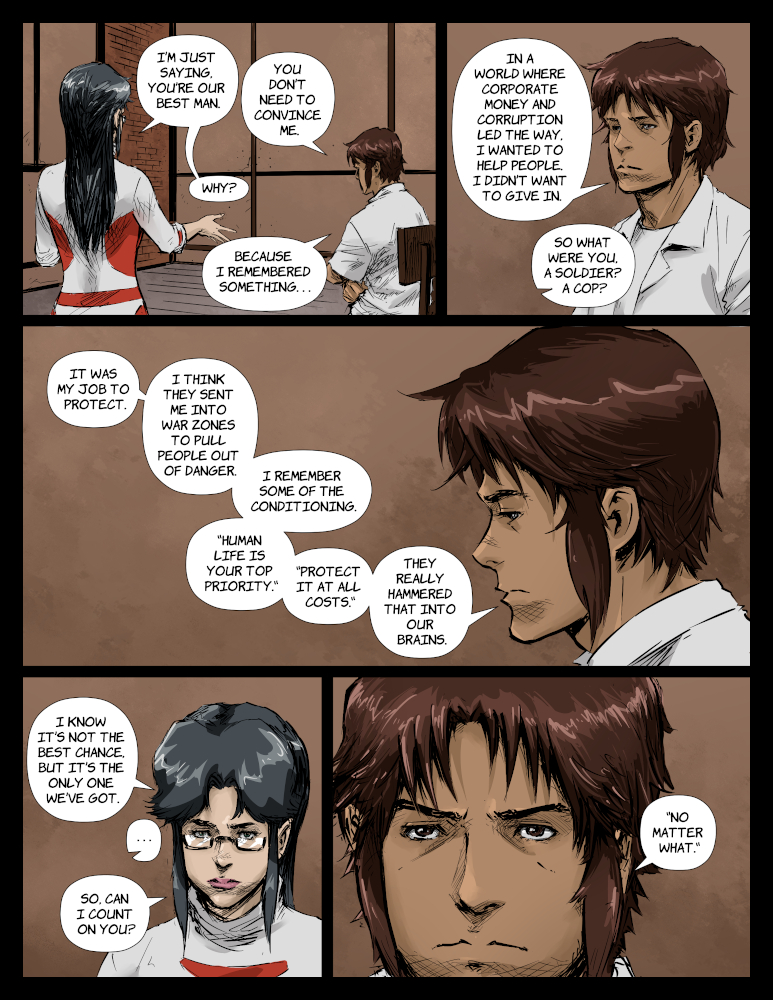 I'M JUST
SAYING,
YOU'RE OUR
BEST MAN.
YOU
DON'T
NEED TO
CONVINCE
ME.
WHY?
BECAUSE
I REMEMBERED
SOMETHING...
IN A
WORLD WHERE
CORPORATE
MONEY AND
CORRUPTION
LED THE WAY,
I WANTED TO
HELP PEOPLE.
I DIDN'T WANT
TO GIVE IN.
SO WHAT
WERE YOU,
A SOLDIER?
A COP?
IT WAS
MY JOB TO
PROTECT.
I THINK
THEY SENT
ME INTO
WAR ZONES
TO PULL
PEOPLE OUT
OF DANGER.
I REMEMBER
SOME OF THE
CONDITIONING.
"HUMAN
LIFE IS
YOUR TOP
PRIORITY."
"PROTECT
IT AT ALL
COSTS."
THEY
REALLY
HAMMERED
THAT INTO
OUR
BRAINS.
I KNOW
IT'S NOT THE
BEST CHANCE,
BUT IT'S THE
ONLY ONE
WE'VE GOT.
...
SO, CAN
I COUNT
ON YOU?
"NO
MATTER
WHAT."